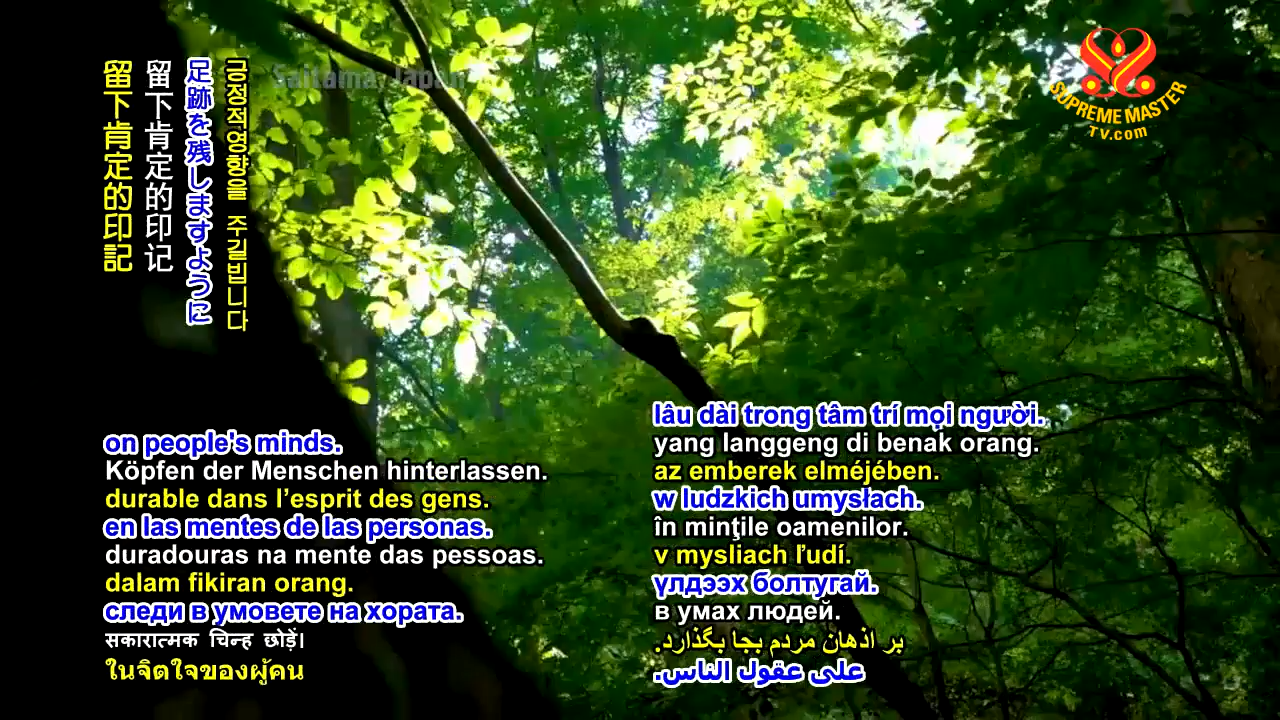 긍정적영향을 주길빕니다
足跡を残しますように
留下肯定的印记
留下肯定的印記
Saitama, Japan
SUPREME MASTER
TV.com
on people's minds.
Köpfen der Menschen hinterlassen.
durable dans l’esprit des gens.
en las mentes de las personas.
duradouras na mente das pessoas.
dalam fikiran orang.
следи в умовете на хората.
सकारात्मक चिन्ह छोड़ें।
ในจิตใจของผู้คน
lâu dài trong tâm trí mọi người.
yang langgeng di benak orang.
az emberek elméjében.
w ludzkich umysłach.
în minţile oamenilor.
v mysliach ľudí.
үлдээх болтугай.
в умах людей.
بر اذهان مردم بجا بگذارد.
على عقول الناس.